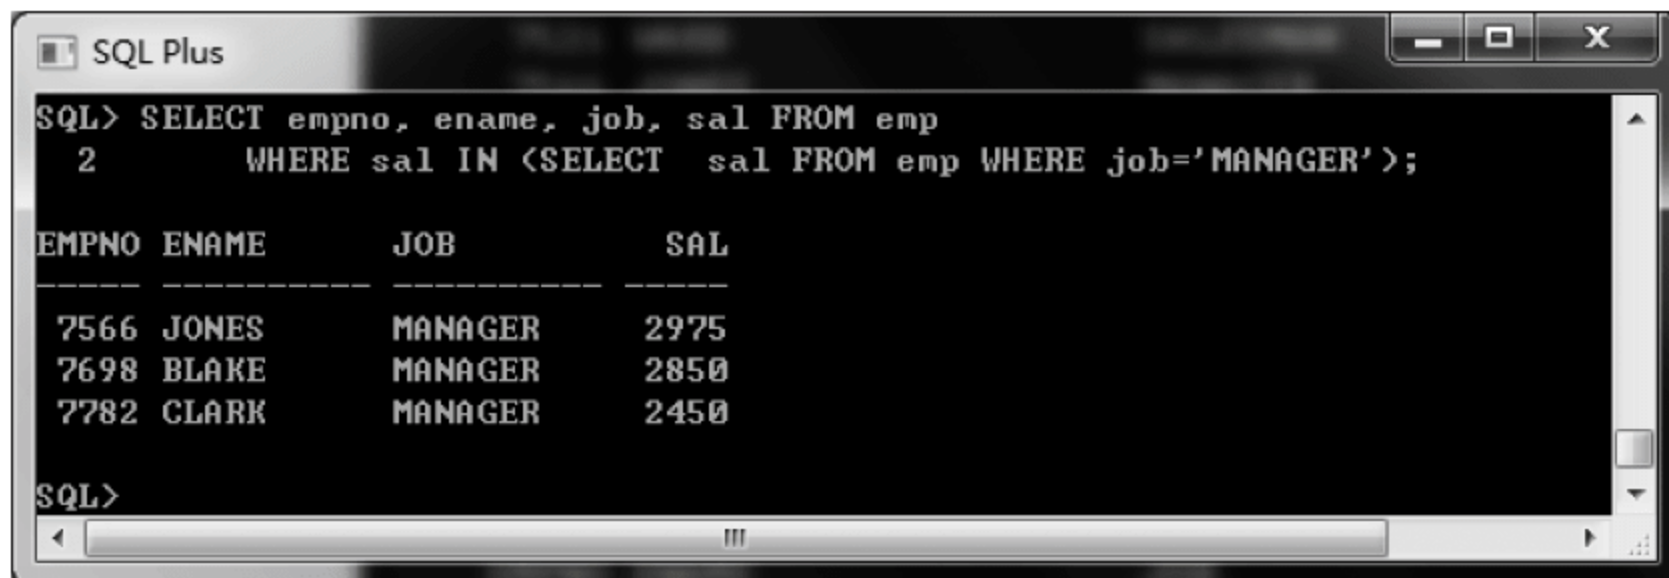 SQL Plus
SQL> SELECT empno, ename, job, sal FROM emp
2 WHERE sal IN (SELECT sal FROM emp WHERE job='MANAGER');
EMPNO ENAME JOB SAL
----- ---------- ---------- -----
7566 JONES MANAGER 2975
7698 BLAKE MANAGER 2850
7782 CLARK MANAGER 2450
SQL>